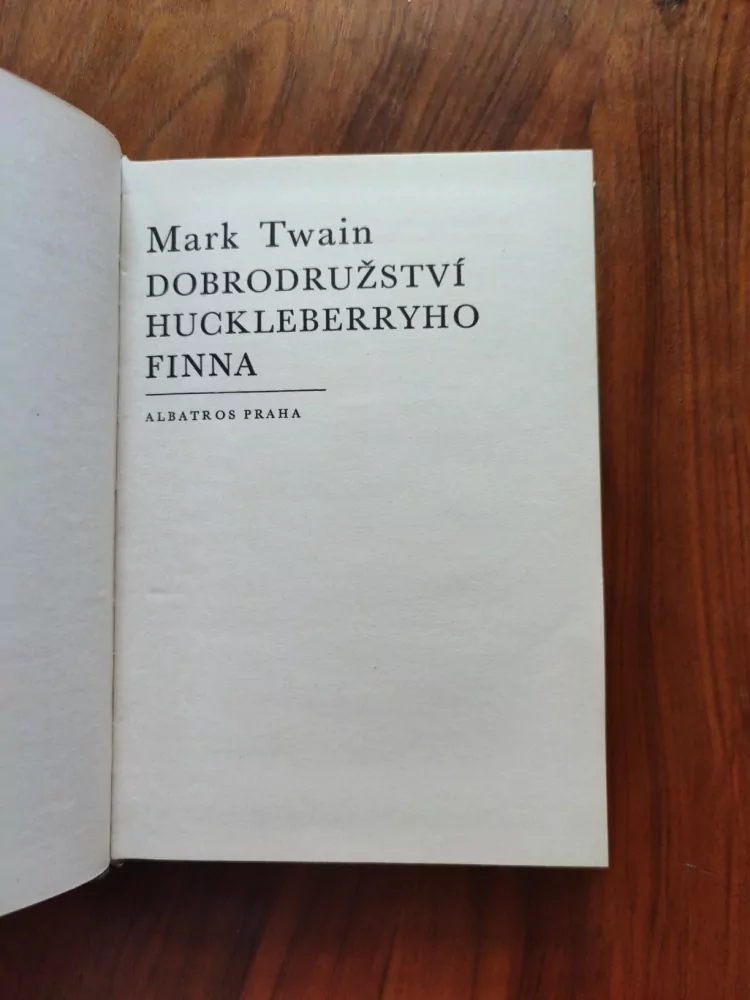 Mark Twain
DOBRODRUŽSTVÍ
HUCKLEBERRYHO
FINNA
ALBATROS PRAHA